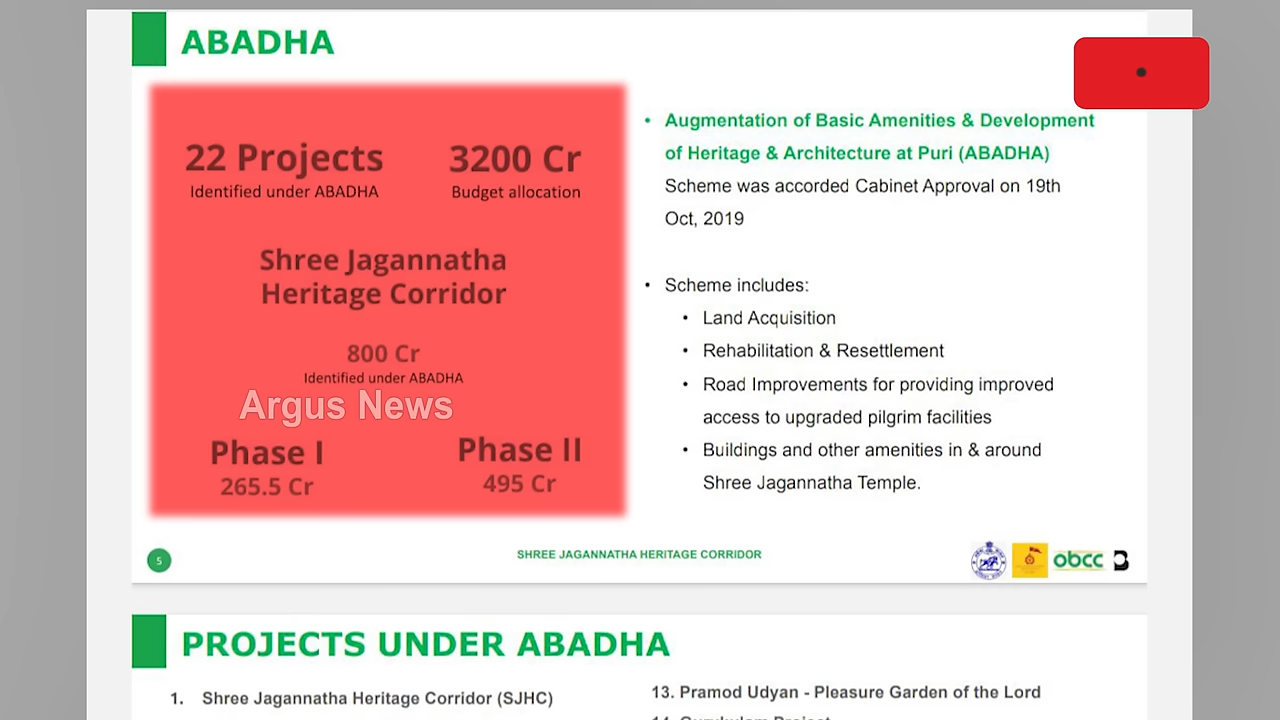 ABADHA
22 Projects
Identified under ABADHA
3200 Cr
Budget allocation
Shree Jagannatha
Heritage Corridor
800 Cr
Identified under ABADHA
Argus News
Phase I
265.5 Cr
Phase II
495 Cr
• Augmentation of Basic Amenities & Development
of Heritage & Architecture at Puri (ABADHA)
Scheme was accorded Cabinet Approval on 19th
Oct, 2019
• Scheme includes:
• Land Acquisition
• Rehabilitation & Resettlement
• Road Improvements for providing improved
access to upgraded pilgrim facilities
• Buildings and other amenities in & around
Shree Jagannatha Temple.
5
SHREE JAGANNATHA HERITAGE CORRIDOR
obcc
PROJECTS UNDER ABADHA
1. Shree Jagannatha Heritage Corridor (SJHC)
13. Pramod Udyan - Pleasure Garden of the Lord